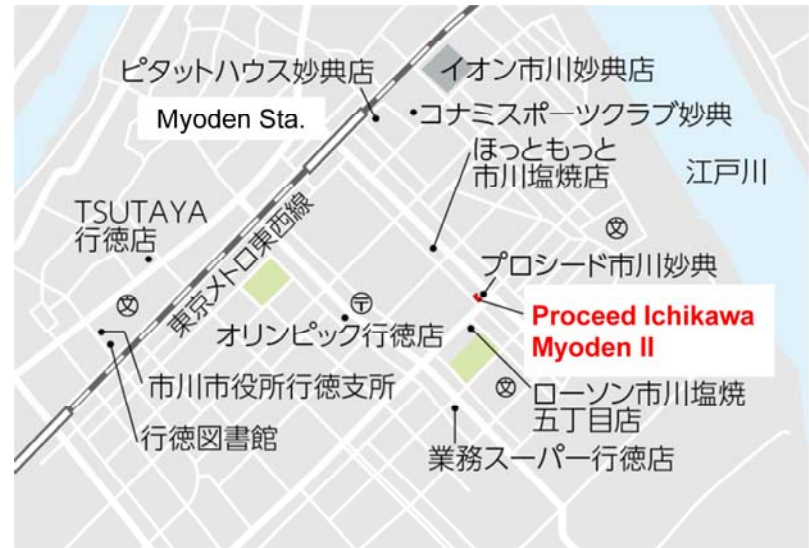 ピタットハウス妙典店
イオン市川妙典店
Myoden Sta.
コナミスポーツクラブ妙典
ほっともっと
市川塩焼店
江戸川
TSUTAYA
行徳店
東京メトロ東西線
文
プロシード市川妙典
文
〒
オリンピック行徳店
Proceed Ichikawa
Myoden II
市川市役所行徳支所
文
ローソン市川塩焼
五丁目店
行徳図書館
業務スーパー行徳店